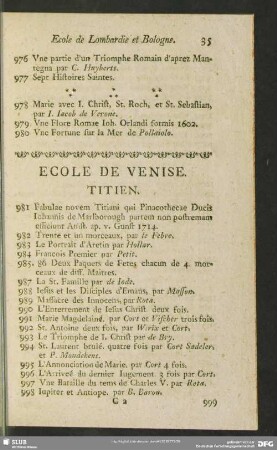 Ecole de Lombardie et Bologne. 35
976 Vne partie d'un Triomphe Romain d'aprez Man-
tegna par C. Huyberts.
977 Sept Histoires Saintes.
978 Marie avec I. Christ, St. Roch, et St. Sebastian,
par I. Iacob de Verone.
979 Vne Flore Romæ Ioh. Orlandi formis 1602.
980 Vne Fortune sur la Mer de Pollaiolo.
ECOLE DE VENISE.
TITIEN.
981 Fabulae novem Titiani qui Pinacothecae Ducis
Iohannis de Marlborough partem non postremam
efficiunt Amst. ap. v. Gunst 1714.
982 Trente et un morceaux, par le Febre.
983 Le Portrait d'Aretin par Hollar.
984 François Premier par Petit.
985. 86 Deux Paquets de Fetes chacun de 4. mor-
ceaux de diff. Maitres.
987 La St. Famille par de Iode.
988 Iesus et les Disciples d'Emaus, par Masson.
989 Massacre des Innocens, par Rota.
990 L'Enterrement de Iesus Christ deux fois.
991 Marie Magdelaine, par Cort et Visscher trois fois.
992 St. Antoine deux fois, par Wirix et Cort.
993 Le Triomphe de I. Christ par de Bry.
994 St. Laurent brulé, quatre fois par Cort Sadeler,
et P. Mandekens.
995 L'Annonciation de Marie, par Cort 4 fois.
996 L'Arriveé du dernier Iugement 3 fois par Cort.
997 Vne Bataille du tems de Charles V. par Rota.
998 Iupiter et Antiope, par B. Baron.
999